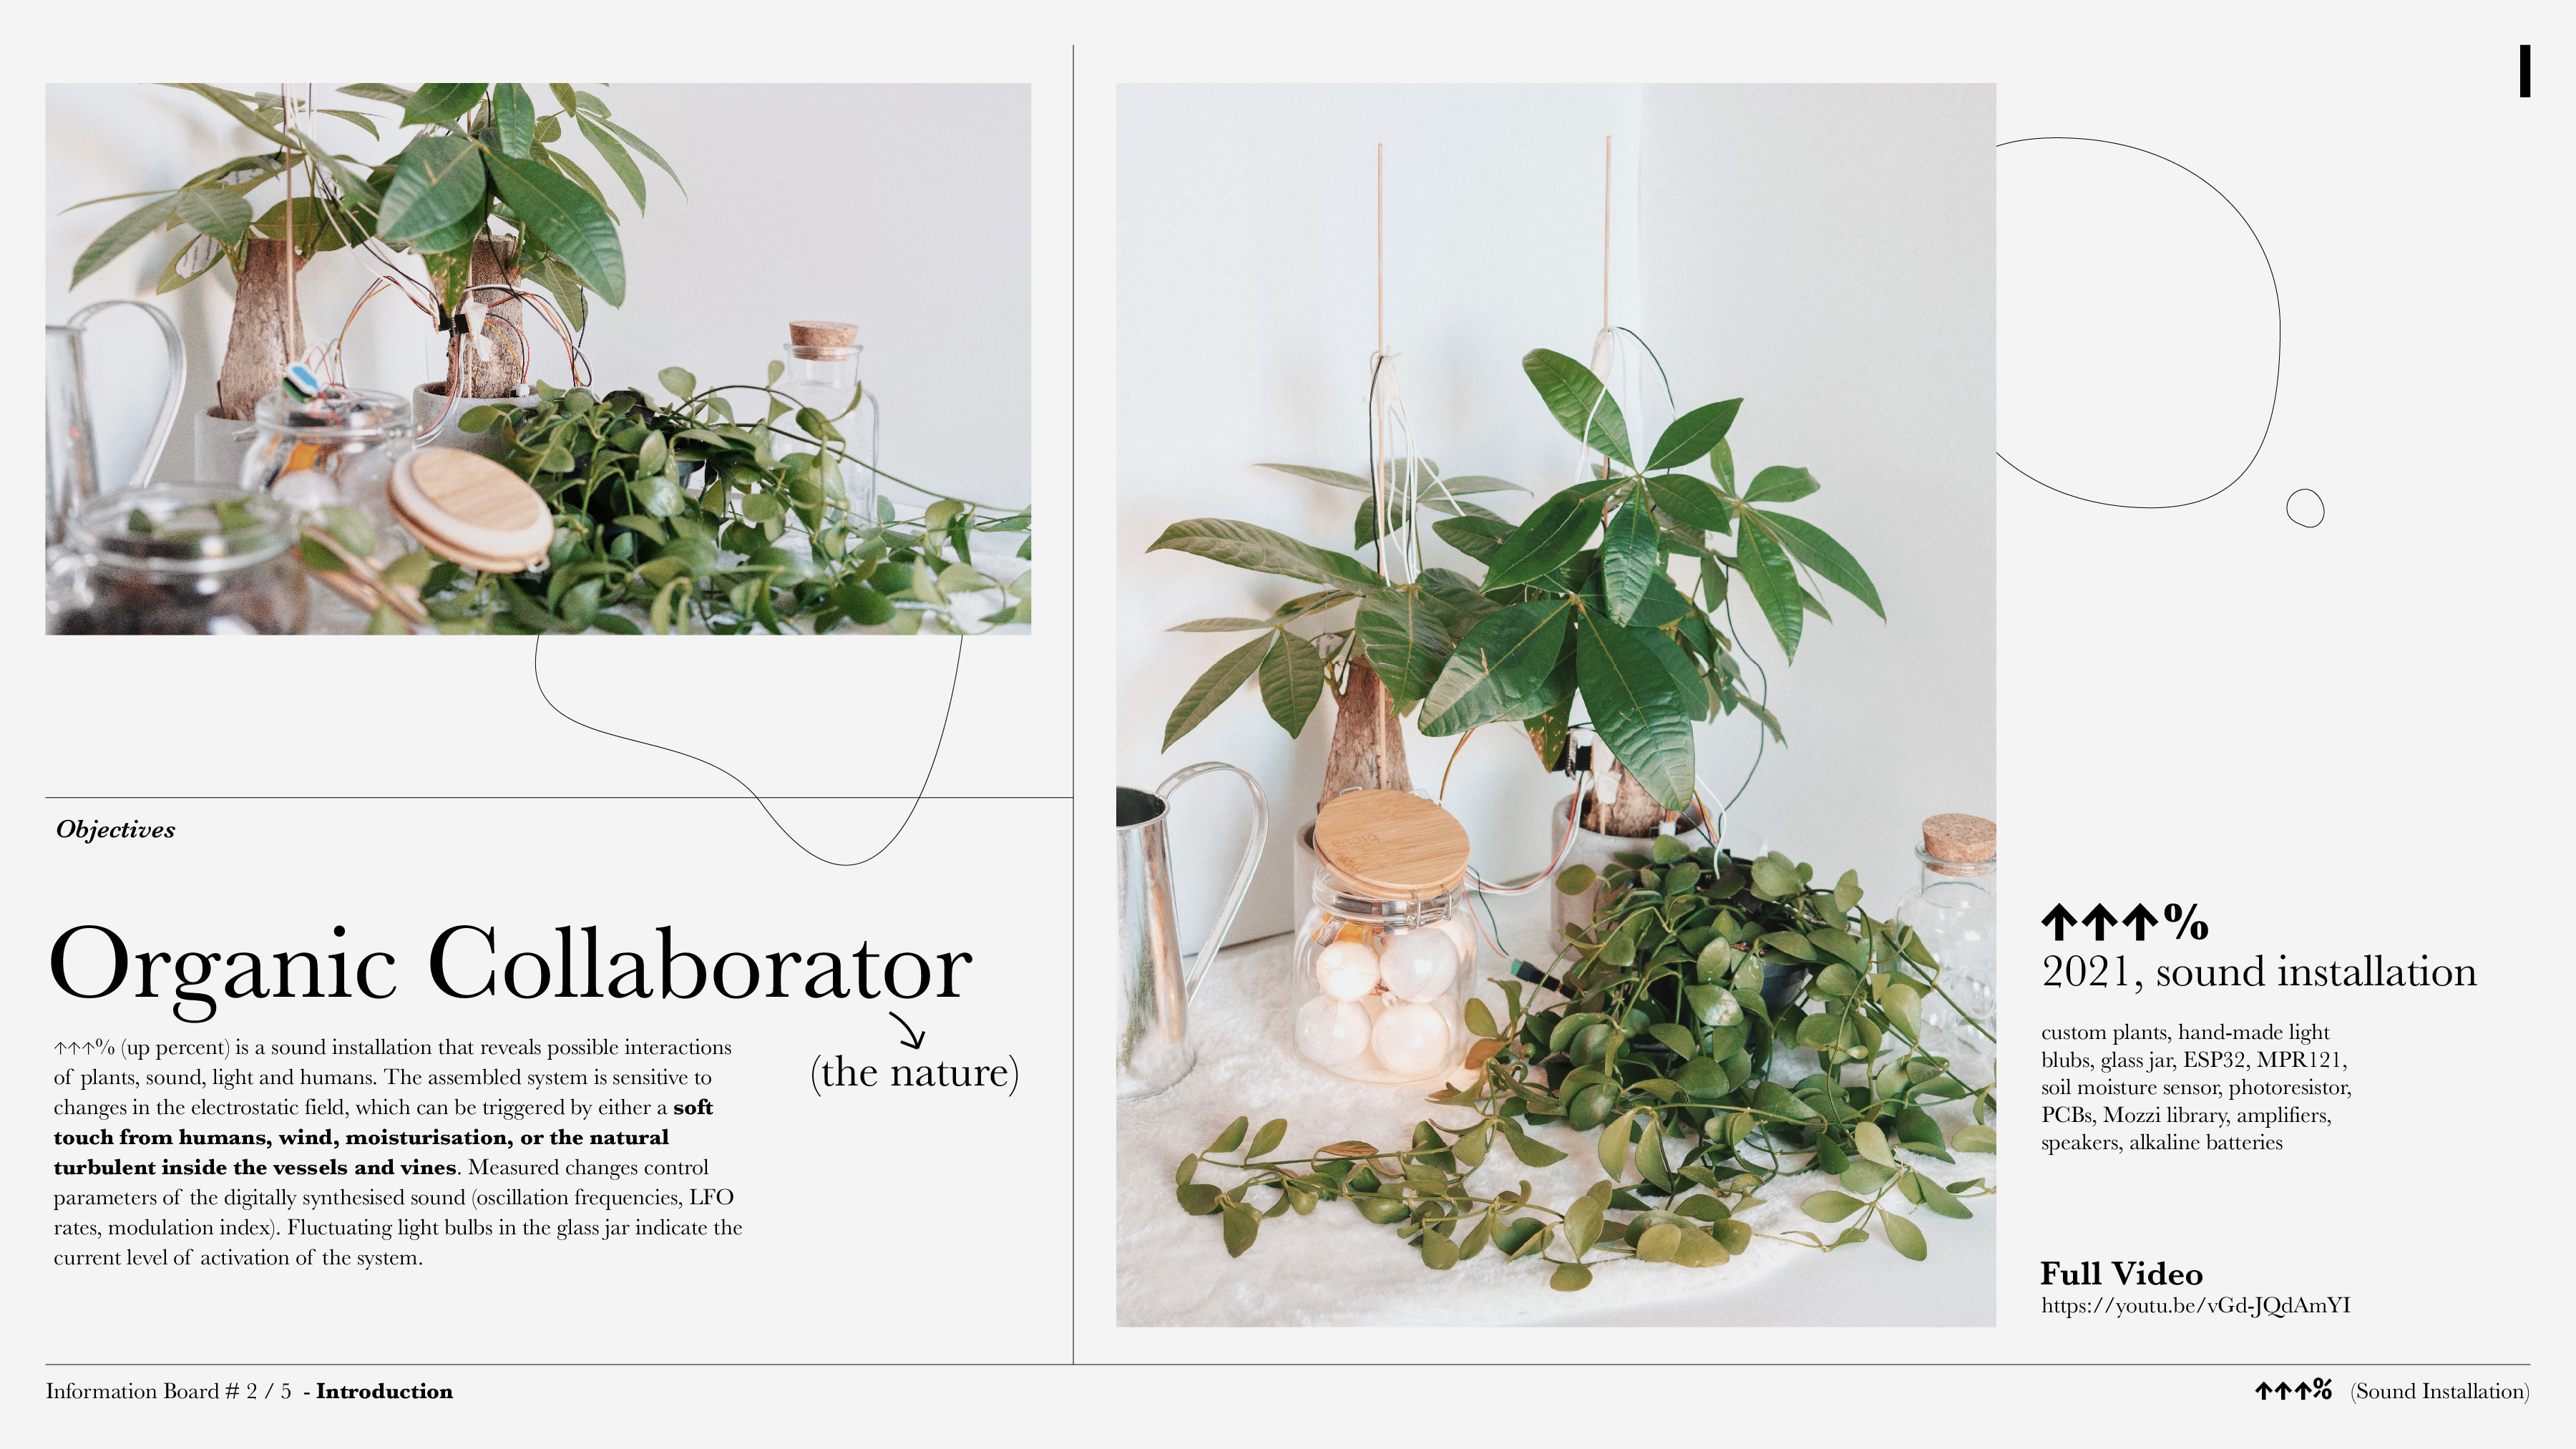 Objectives
Organic Collaborator
(the nature)
↑↑↑% (up percent) is a sound installation that reveals possible interactions
of plants, sound, light and humans. The assembled system is sensitive to
changes in the electrostatic field, which can be triggered by either a soft
touch from humans, wind, moisturisation, or the natural
turbulent inside the vessels and vines. Measured changes control
parameters of the digitally synthesised sound (oscillation frequencies, LFO
rates, modulation index). Fluctuating light bulbs in the glass jar indicate the
current level of activation of the system.
↑↑↑%
2021, sound installation
custom plants, hand-made light
blubs, glass jar, ESP32, MPR121,
soil moisture sensor, photoresistor,
PCBs, Mozzi library, amplifiers,
speakers, alkaline batteries
Full Video
https://youtu.be/vGd-JQdAmYI
Information Board # 2 / 5 - Introduction
↑↑↑% (Sound Installation)